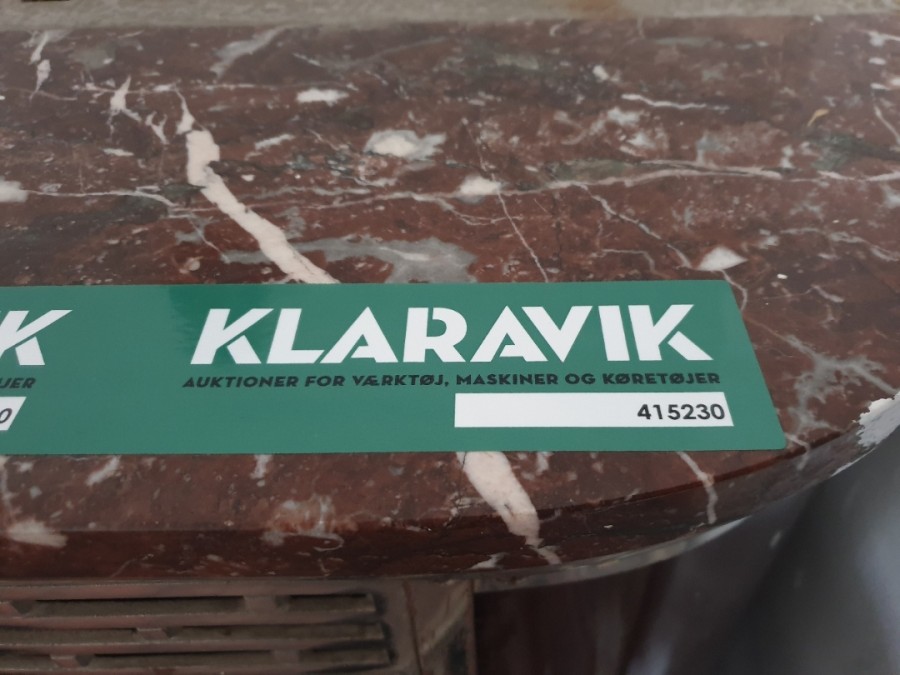 KLARAVIK
AUKTIONER FOR VÆRKTØJ, MASKINER OG KØRETØJER
415230